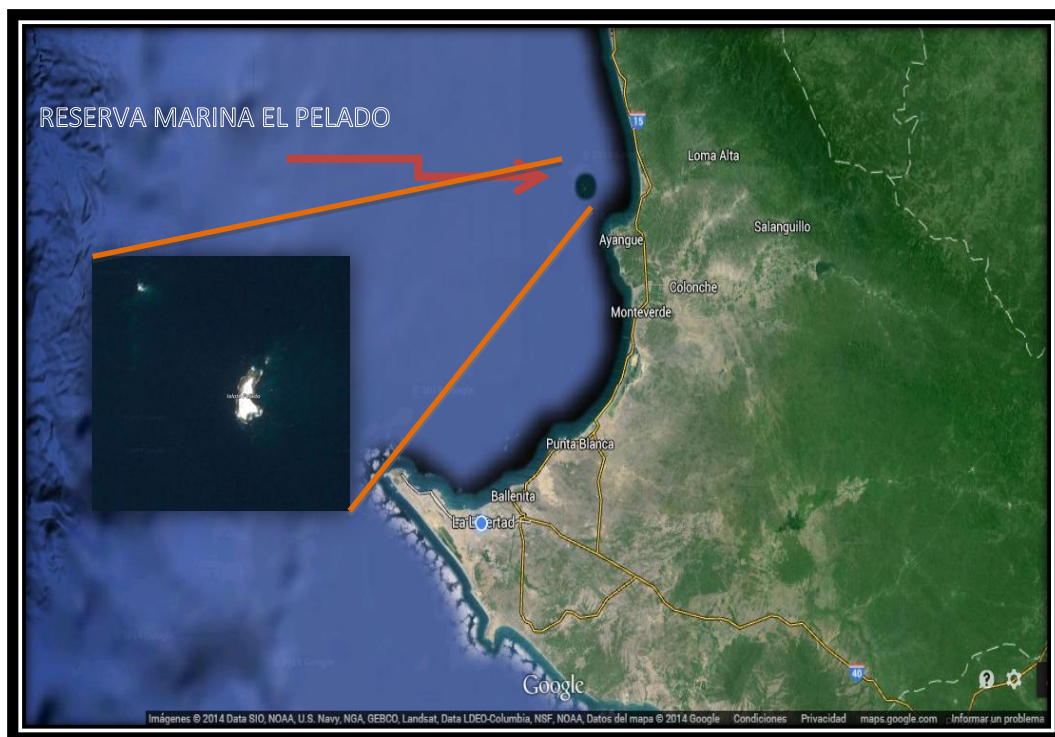 RESERVA MARINA EL PELADO
15
Loma Alta
Salanguillo
Ayangue
Colonche
Monteverde
Punta Blanca
Ballenita
La Libertad
40
Google
Imágenes © 2014 Data SIO, NOAA, U.S. Navy, NGA, GEBCO, Landsat, Data LDEO-Columbia, NSF, NOAA, Datos del mapa © 2014 Google Condiciones Privacidad maps.google.com Informar un problema